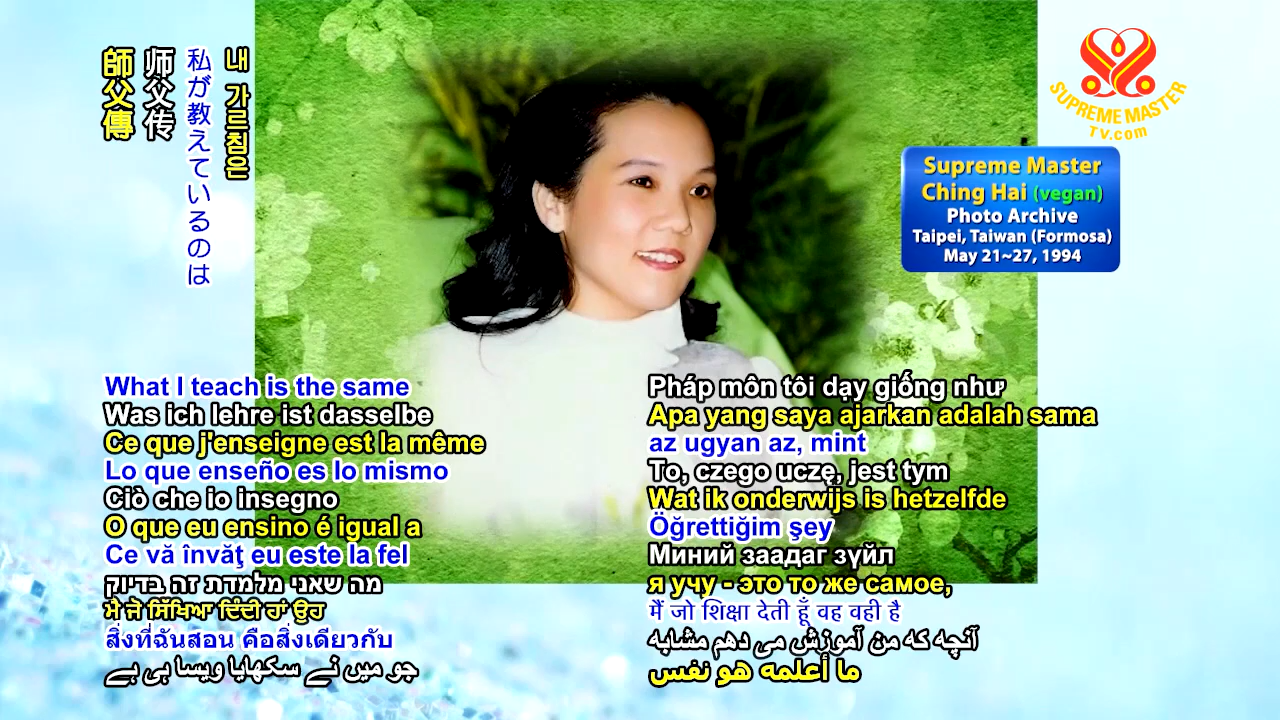 師父傳
师父传
私が教えているのは
내 가르침은
SUPREME MASTER
TV.com
Supreme Master
Ching Hai (vegan)
Photo Archive
Taipei, Taiwan (Formosa)
May 21~27, 1994
What I teach is the same
Was ich lehre ist dasselbe
Ce que j'enseigne est la même
Lo que enseño es lo mismo
Ciò che io insegno
O que eu ensino é igual a
Ce vă învăţ eu este la fel
מה שאני מלמדת זה בדיוק
ਮੈ ਜੋ ਸਿੱਖਿਆ ਦਿੰਦੀ ਹਾਂ ਉਹ
สิ่งที่ฉันสอน คือสิ่งเดียวกับ
جو میں نے سکھایا ویسا ہی ہے
Pháp môn tôi dạy giống như
Apa yang saya ajarkan adalah sama
az ugyan az, mint
To, czego uczę, jest tym
Wat ik onderwijs is hetzelfde
Öğrettiğim şey
Миний заадаг зүйл
я учу - это то же самое,
मैं जो शिक्षा देती हूँ वह वही है
آنچه که من آموزش می دهم مشابه
ما أعلمه هو نفس